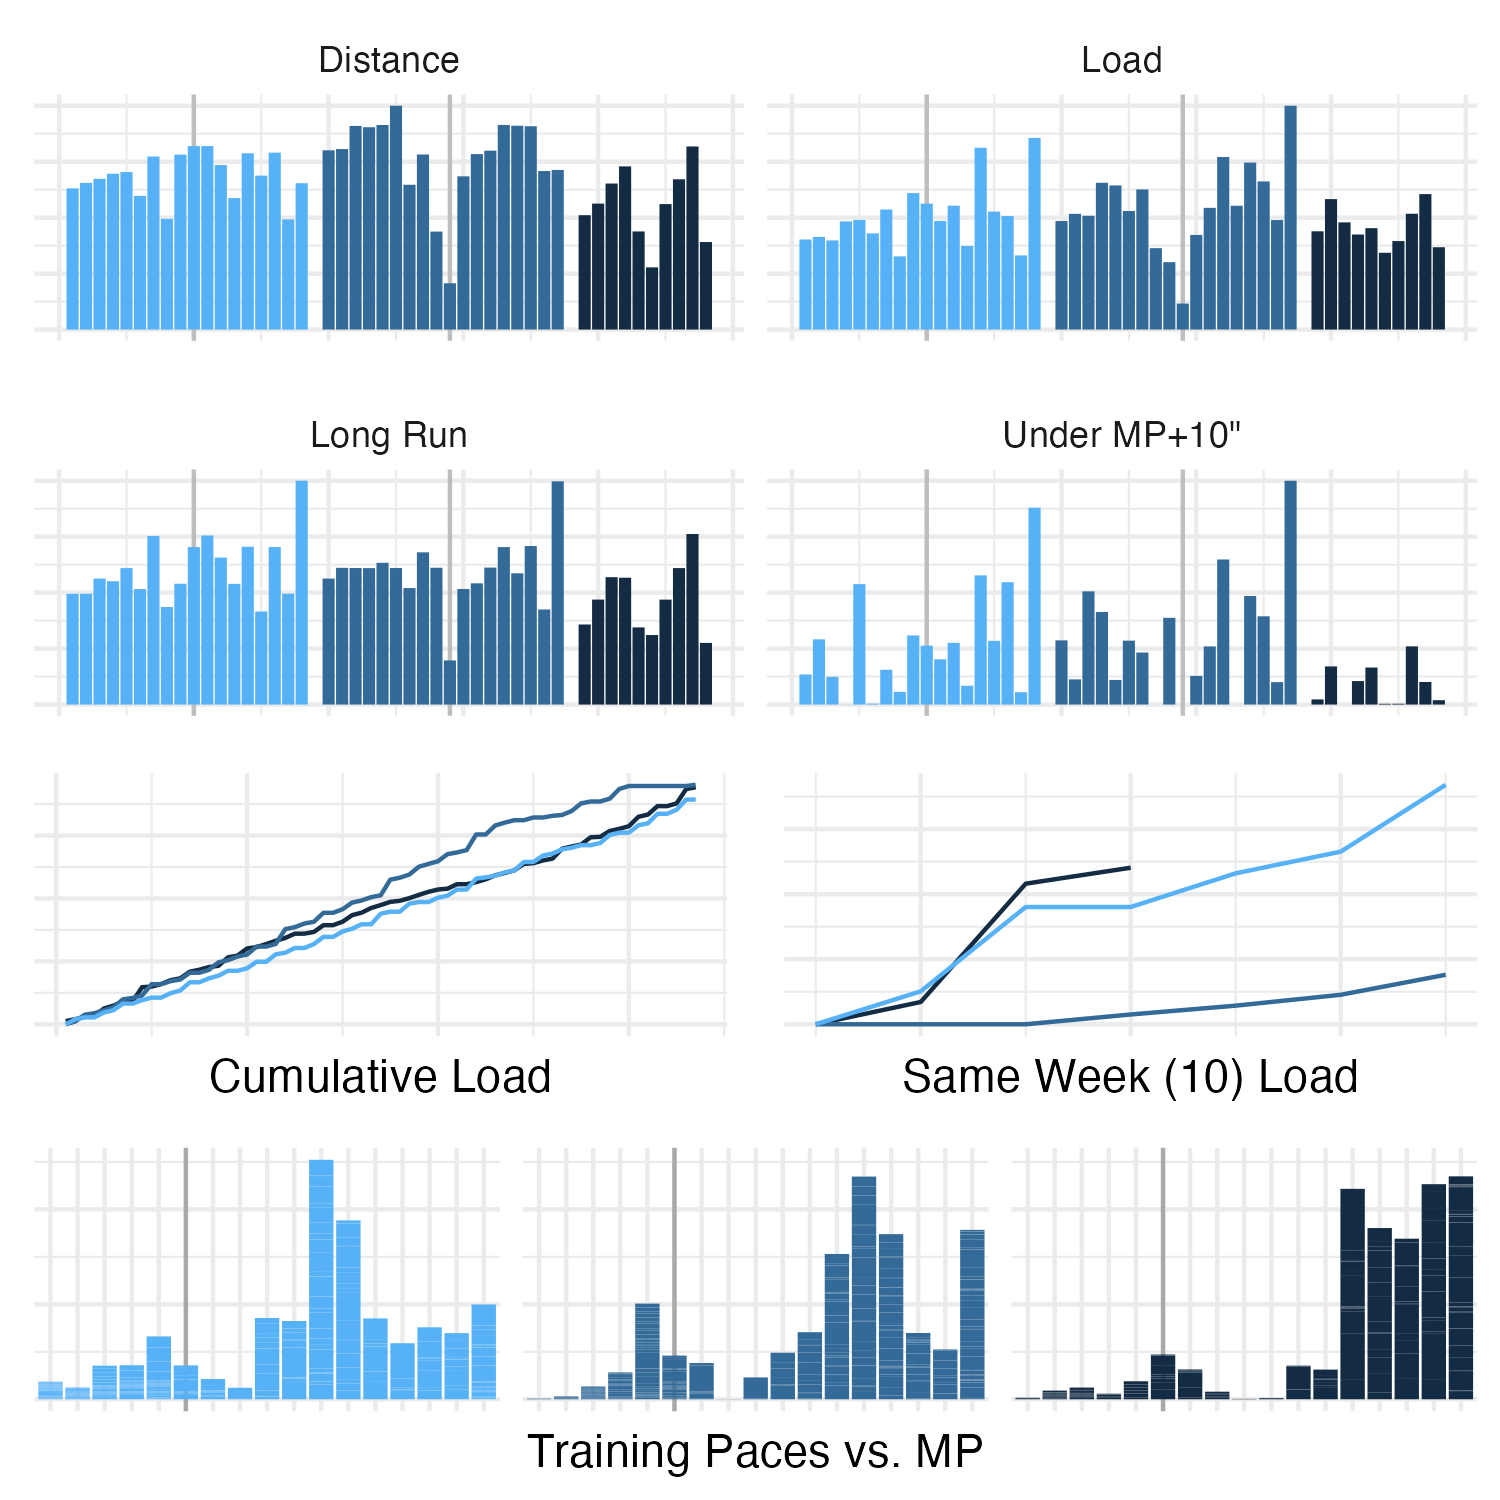 Distance
Load
Long Run
Under MP+10"
Cumulative Load
Same Week (10) Load
Training Paces vs. MP